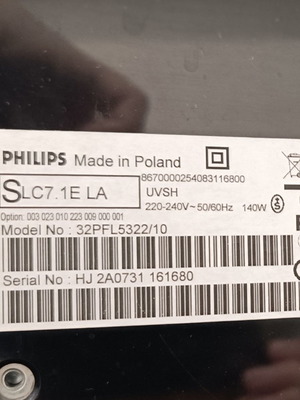 PHILIPS Made in Poland
8670000254083116800
SLC7.1E LA
UVSH
220-240V~50/60Hz 140W
Option: 003 023 010 223 009 000 001
Model No : 32PFL5322/10
Serial No : HJ 2A0731 161680
S